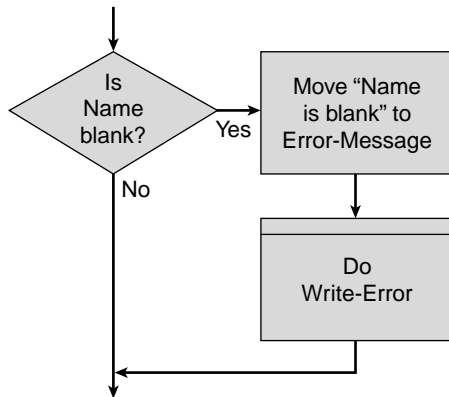 Is
Name
blank?
Yes
No
Move “Name
is blank” to
Error-Message
Do
Write-Error